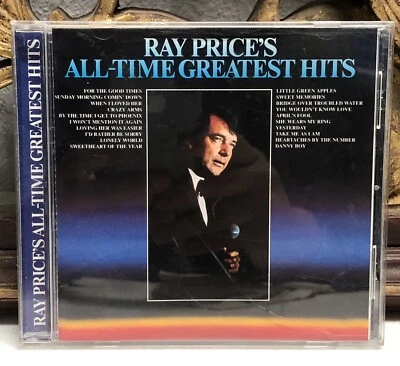 RAY PRICE'S ALL-TIME GREATEST HITS
RAY PRICE'S
ALL-TIME GREATEST HITS
FOR THE GOOD TIMES
SUNDAY MORNING COMIN' DOWN
WHEN I LOVED HER
CRAZY ARMS
BY THE TIME I GET TO PHOENIX
I WON'T MENTION IT AGAIN
LOVING HER WAS EASIER
I'D RATHER BE SORRY
LONELY WORLD
SWEETHEART OF THE YEAR
LITTLE GREEN APPLES
SWEET MEMORIES
BRIDGE OVER TROUBLED WATER
YOU WOULDN'T KNOW LOVE
APRIL'S FOOL
SHE WEARS MY RING
YESTERDAY
TAKE ME AS I AM
HEARTACHES BY THE NUMBER
DANNY BOY